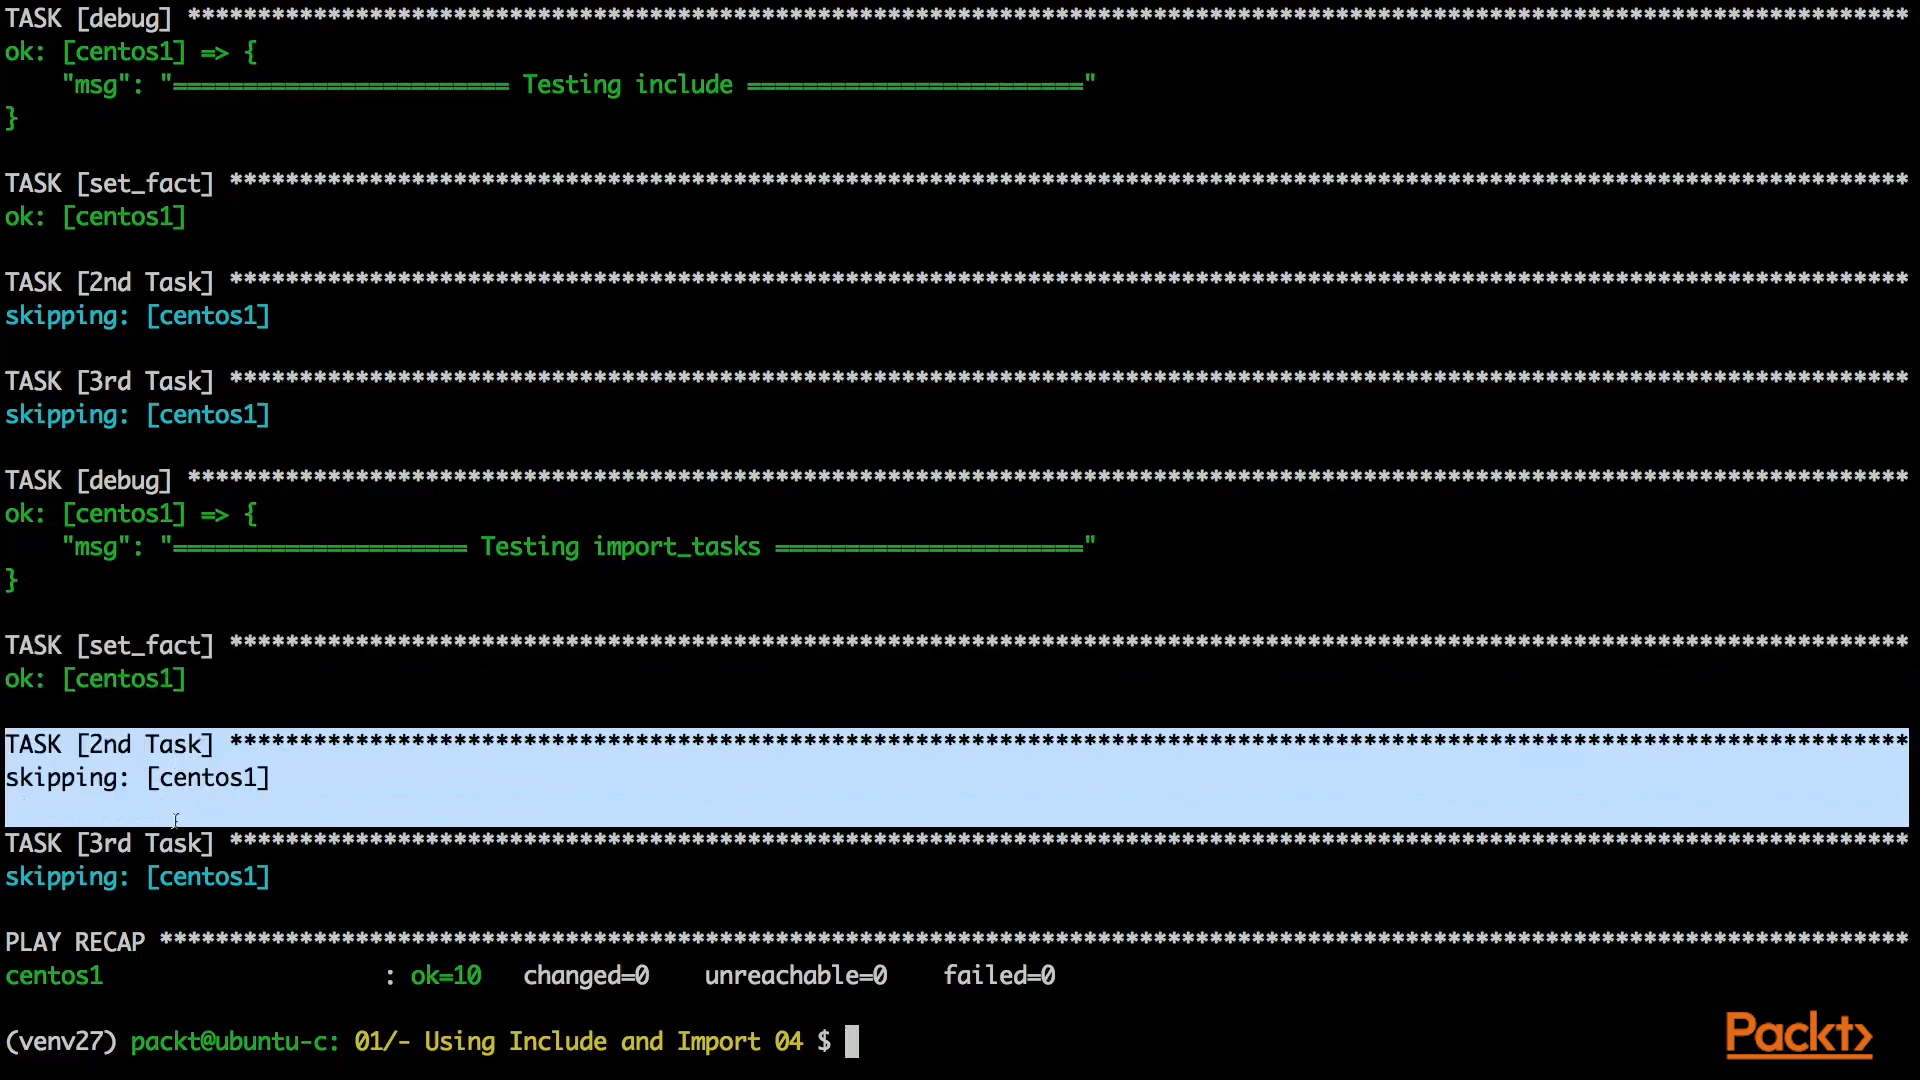 TASK [debug] ***************************************************************************************************************************
ok: [centos1] => {
    "msg": "======================== Testing include ========================"
}
TASK [set_fact] ************************************************************************************************************************
ok: [centos1]
TASK [2nd Task] ************************************************************************************************************************
skipping: [centos1]
TASK [3rd Task] ************************************************************************************************************************
skipping: [centos1]
TASK [debug] ***************************************************************************************************************************
ok: [centos1] => {
    "msg": "===================== Testing import_tasks ======================"
}
TASK [set_fact] ************************************************************************************************************************
ok: [centos1]
TASK [2nd Task] ************************************************************************************************************************
skipping: [centos1]
TASK [3rd Task] ************************************************************************************************************************
skipping: [centos1]
PLAY RECAP *****************************************************************************************************************************
centos1                    : ok=10   changed=0    unreachable=0    failed=0
(venv27) packt@ubuntu-c: 01/- Using Include and Import 04 $
Packt>